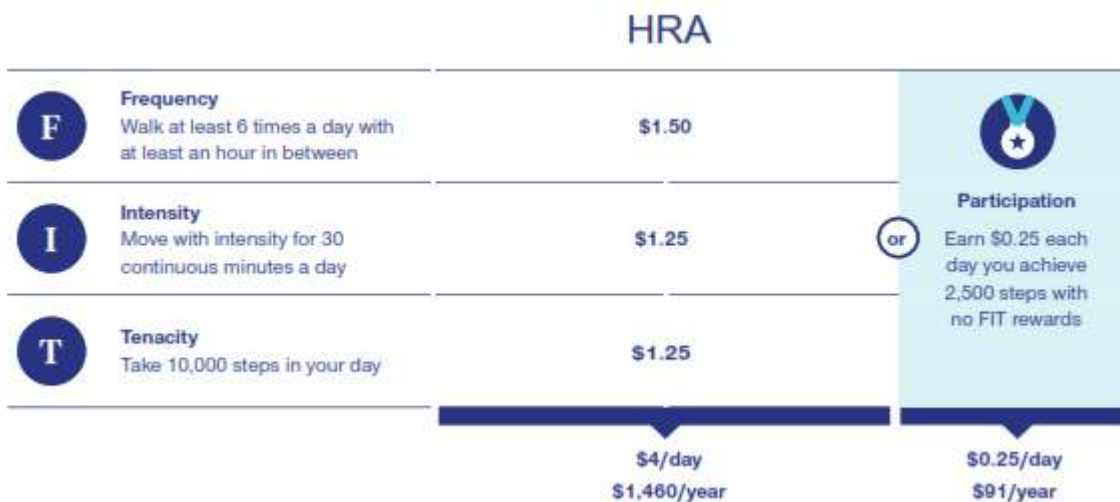 HRA
F
Frequency
Walk at least 6 times a day with
at least an hour in between
$1.50
I
Intensity
Move with intensity for 30
continuous minutes a day
$1.25
T
Tenacity
Take 10,000 steps in your day
$1.25
or
Participation
Earn $0.25 each
day you achieve
2,500 steps with
no FIT rewards
$4/day
$1,460/year
$0.25/day
$91/year